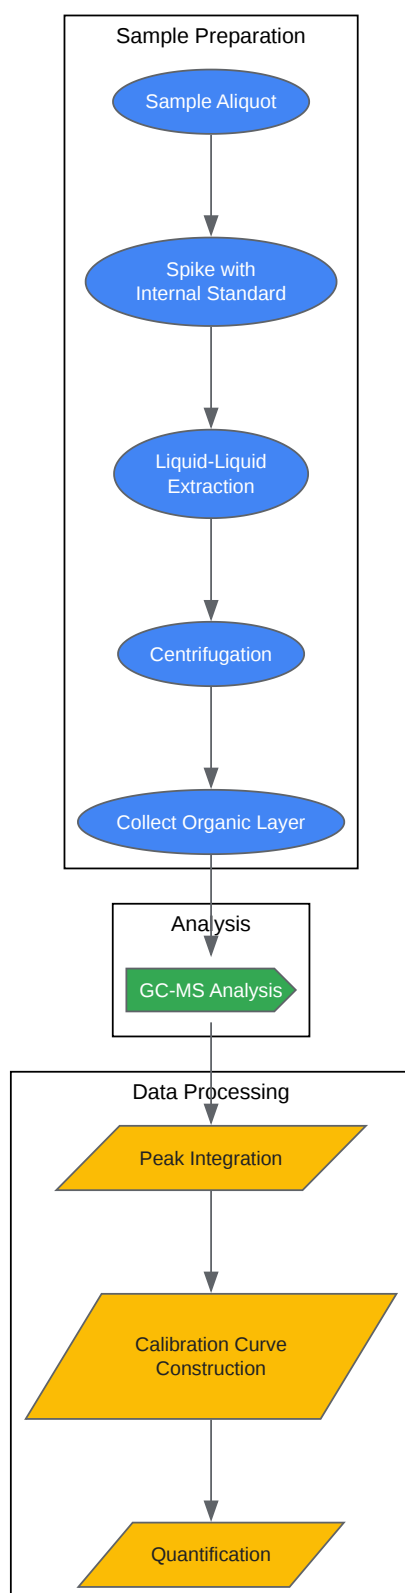 Sample Preparation
Sample Aliquot
Spike with
Internal Standard
Liquid-Liquid
Extraction
Centrifugation
Collect Organic Layer
Analysis
GC-MS Analysis
Data Processing
Peak Integration
Calibration Curve
Construction
Quantification